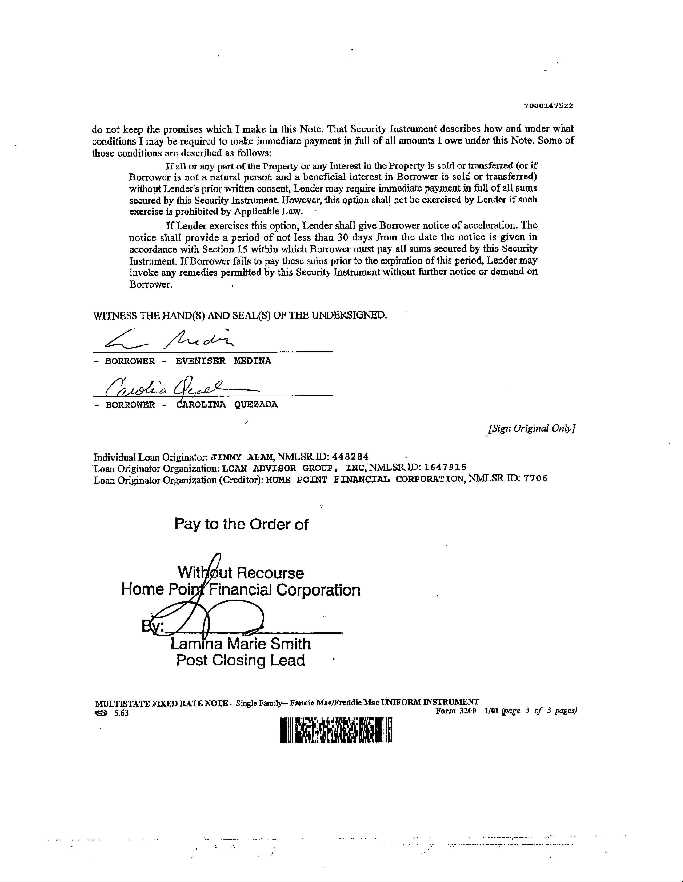 7000147522
do not keep the promises which I make in this Note. That Security Instrument describes how and under what
conditions I may be required to make immediate payment in full of all amounts I owe under this Note. Some of
those conditions are described as follows:
If all or any part of the Property or any Interest in the Property is sold or transferred (or if
Borrower is not a natural person and a beneficial interest in Borrower is sold or transferred)
without Lender's prior written consent, Lender may require immediate payment in full of all sums
secured by this Security Instrument. However, this option shall not be exercised by Lender if such
exercise is prohibited by Applicable Law.
If Lender exercises this option, Lender shall give Borrower notice of acceleration. The
notice shall provide a period of not less than 30 days from the date the notice is given in
accordance with Section 15 within which Borrower must pay all sums secured by this Security
Instrument. If Borrower fails to pay these sums prior to the expiration of this period, Lender may
invoke any remedies permitted by this Security Instrument without further notice or demand on
Borrower.
WITNESS THE HAND(S) AND SEAL(S) OF THE UNDERSIGNED.
- BORROWER - EVENISER MEDINA
- BORROWER - CAROLINA QUEZADA
[Sign Original Only]
Individual Loan Originator: JIMMY ALAM, NMLSR ID: 448284
Loan Originator Organization: LOAN ADVISOR GROUP, INC, NMLSR ID: 1647915
Loan Originator Organization (Creditor): HOME POINT FINANCIAL CORPORATION, NMLSR ID: 7706
Pay to the Order of
Without Recourse
Home Point Financial Corporation
By:
Lamina Marie Smith
Post Closing Lead
MULTISTATE FIXED RATE NOTE - Single Family - Fannie Mae/Freddie Mac UNIFORM INSTRUMENT
5.63 Form 3200 1/01 (page 3 of 3 pages)